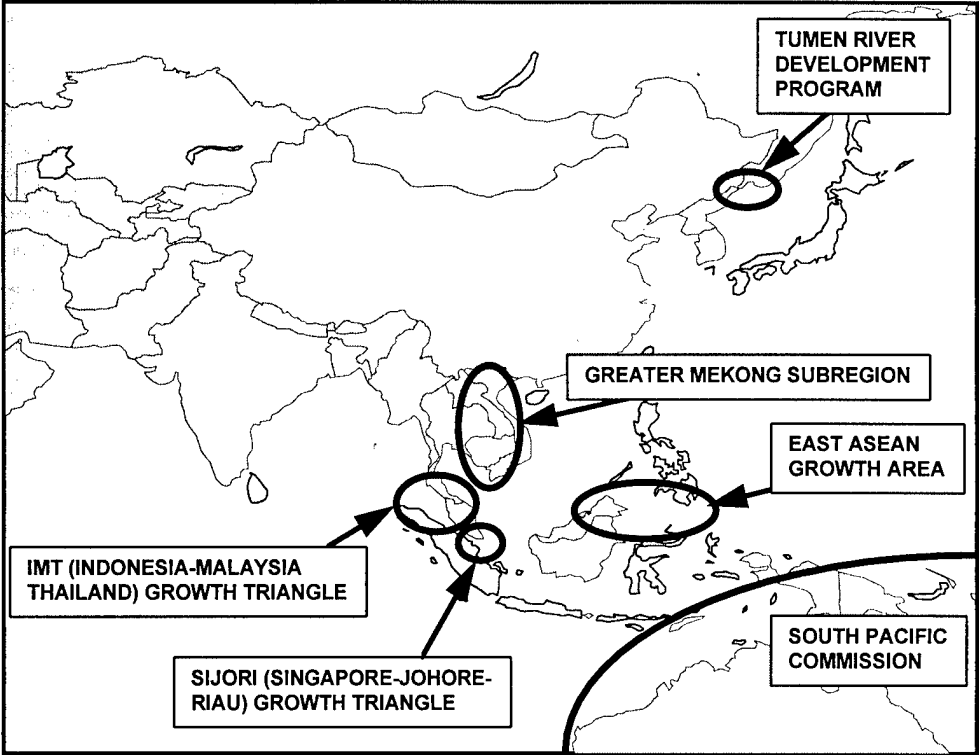 TUMEN RIVER
DEVELOPMENT
PROGRAM
GREATER MEKONG SUBREGION
EAST ASEAN
GROWTH AREA
IMT (INDONESIA-MALAYSIA
THAILAND) GROWTH TRIANGLE
SOUTH PACIFIC
COMMISSION
SIJORI (SINGAPORE-JOHORE-
RIAU) GROWTH TRIANGLE